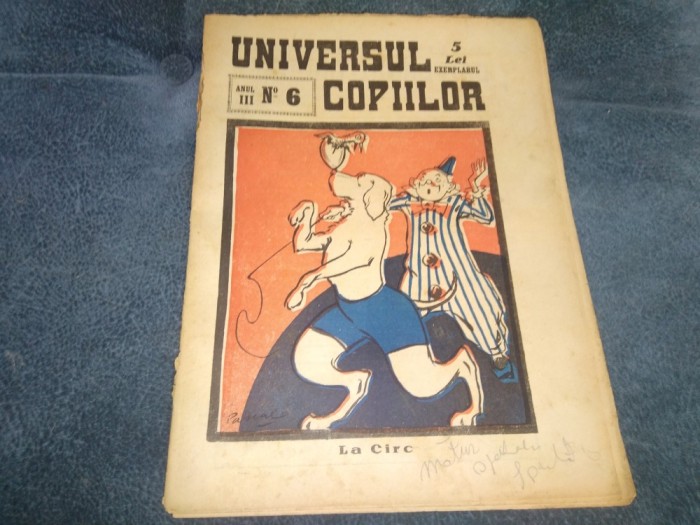 UNIVERSUL
5
Lei
EXEMPLARUL
ANUL
III
No 6
COPIILOR
La Circ